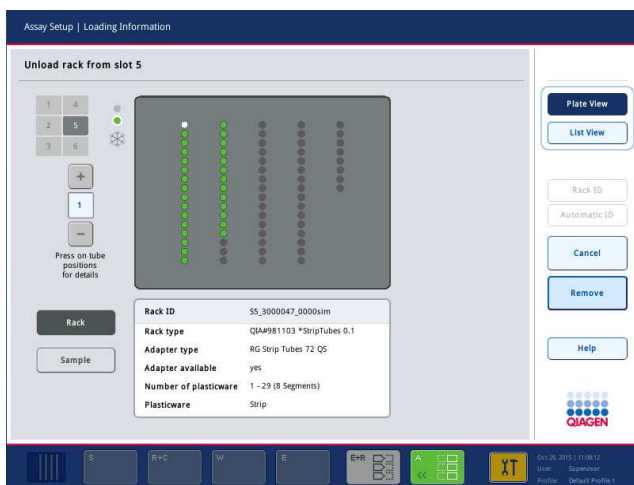 Assay Setup | Loading Information
Unload rack from slot 5
1 4
2 5
3 6
+
1
−
Press on tube
positions
for details
Rack
Sample
Rack ID S5_3000047_0000sim
Rack type QIA#981103 *StripTubes 0.1
Adapter type RG Strip Tubes 72 QS
Adapter available yes
Number of plasticware 1 - 29 (8 Segments)
Plasticware Strip
Plate View
List View
Rack ID
Automatic ID
Cancel
Remove
Help
QIAGEN
S
R+C
W
E
E+R
A
Oct 26, 2015 | 11:08:12
User: Supervisor
Profile: Default Profile 1